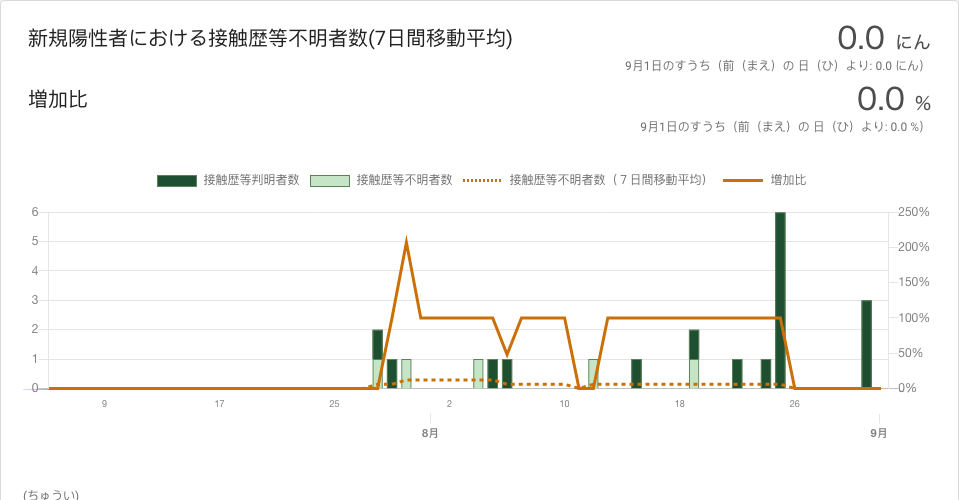 新規陽性者における接触歴等不明者数(7日間移動平均)
0.0 にん
9月1日のすうち（前（まえ）の 日（ひ）より: 0.0 にん）
増加比
0.0 %
9月1日のすうち（前（まえ）の 日（ひ）より: 0.0 %）
接触歴等判明者数 接触歴等不明者数 接触歴等不明者数（７日間移動平均） 増加比
6 250%
5 200%
4 150%
3 100%
2 50%
1 0%
0
9 17 25 2 10 18 26
8月 9月
(ちゅうい)